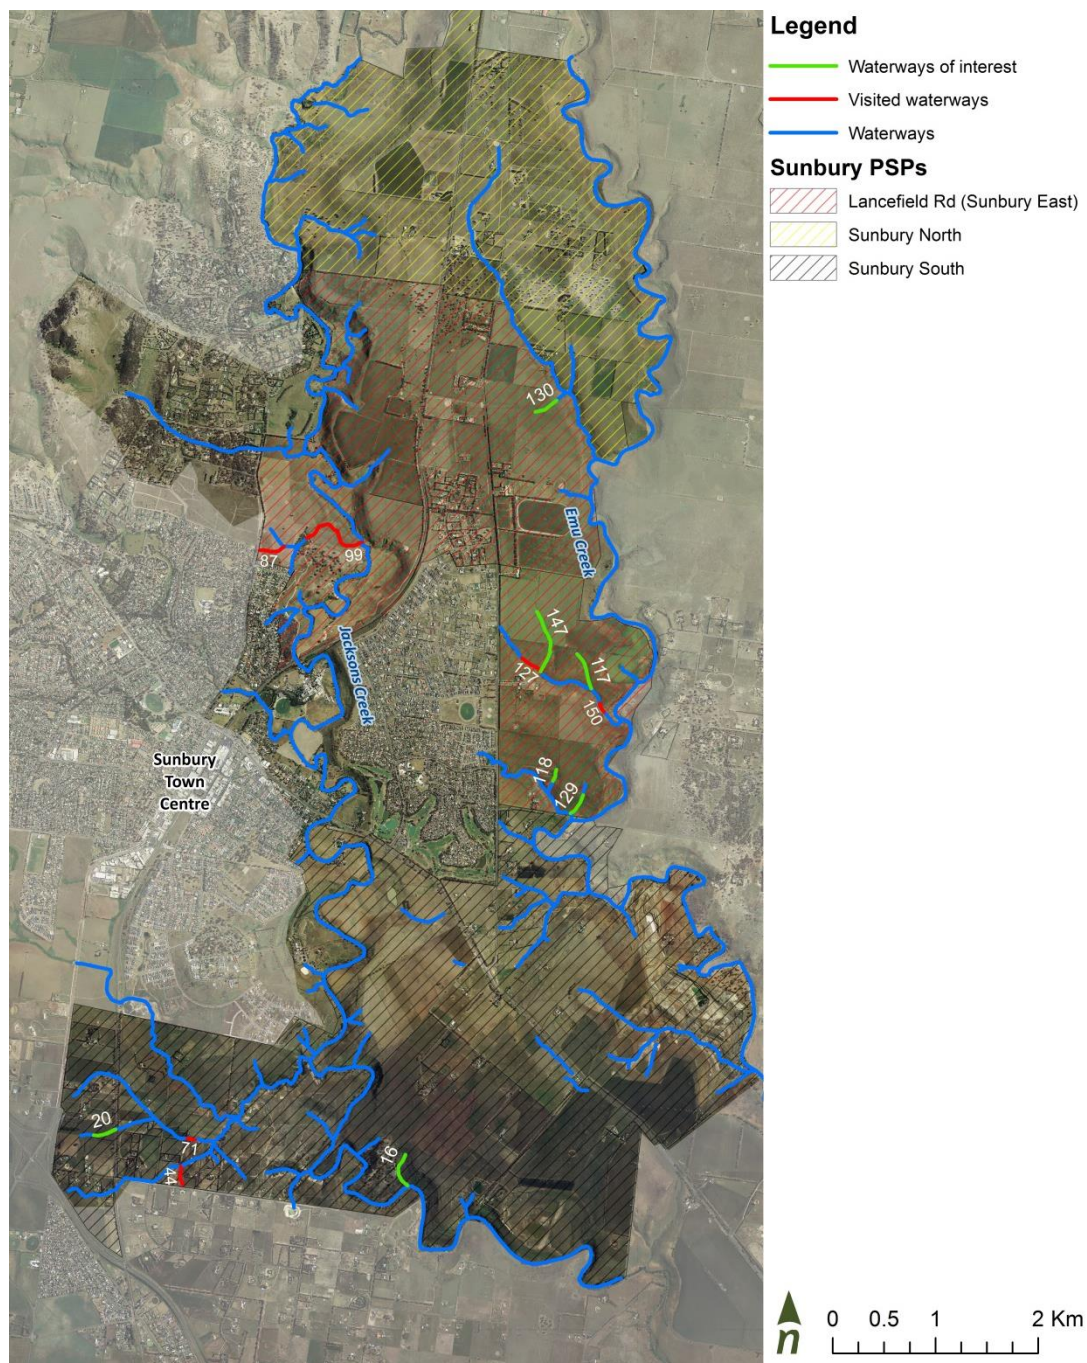 Legend
Waterways of interest
Visited waterways
Waterways
Sunbury PSPs
Lancefield Rd (Sunbury East)
Sunbury North
Sunbury South
130
Emu Creek
87
99
147
117
127
150
Jacksons Creek
Sunbury
Town
Centre
118
129
20
71
44
16
n
0 0.5 1 2 Km